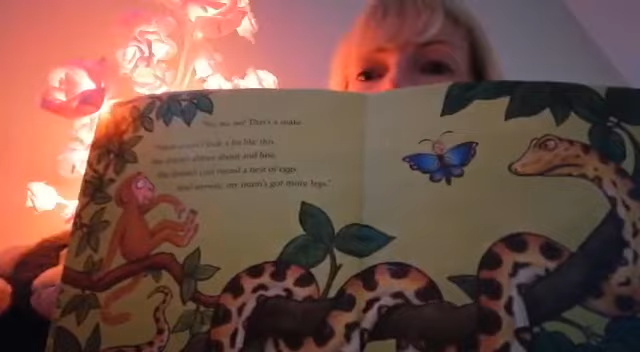 "No, no, no! That's a snake.
"Mum doesn't look a bit like this.
She doesn't slither about and hiss.
She doesn't coil round a nest of eggs.
And anyway, my mum's got more legs."